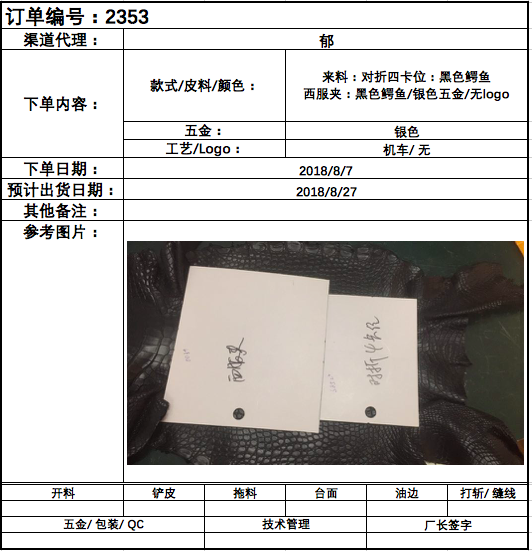 订单编号：2353
渠道代理： 郁
下单内容： 款式/皮料/颜色： 来料：对折四卡位：黑色鳄鱼
西服夹：黑色鳄鱼/银色五金/无logo
五金： 银色
工艺/Logo： 机车/ 无
下单日期： 2018/8/7
预计出货日期： 2018/8/27
其他备注：
参考图片：
西服夹
对折4卡位
开料 铲皮 拖料 台面 油边 打斩/ 缝线
五金/ 包装/ QC 技术管理 厂长签字